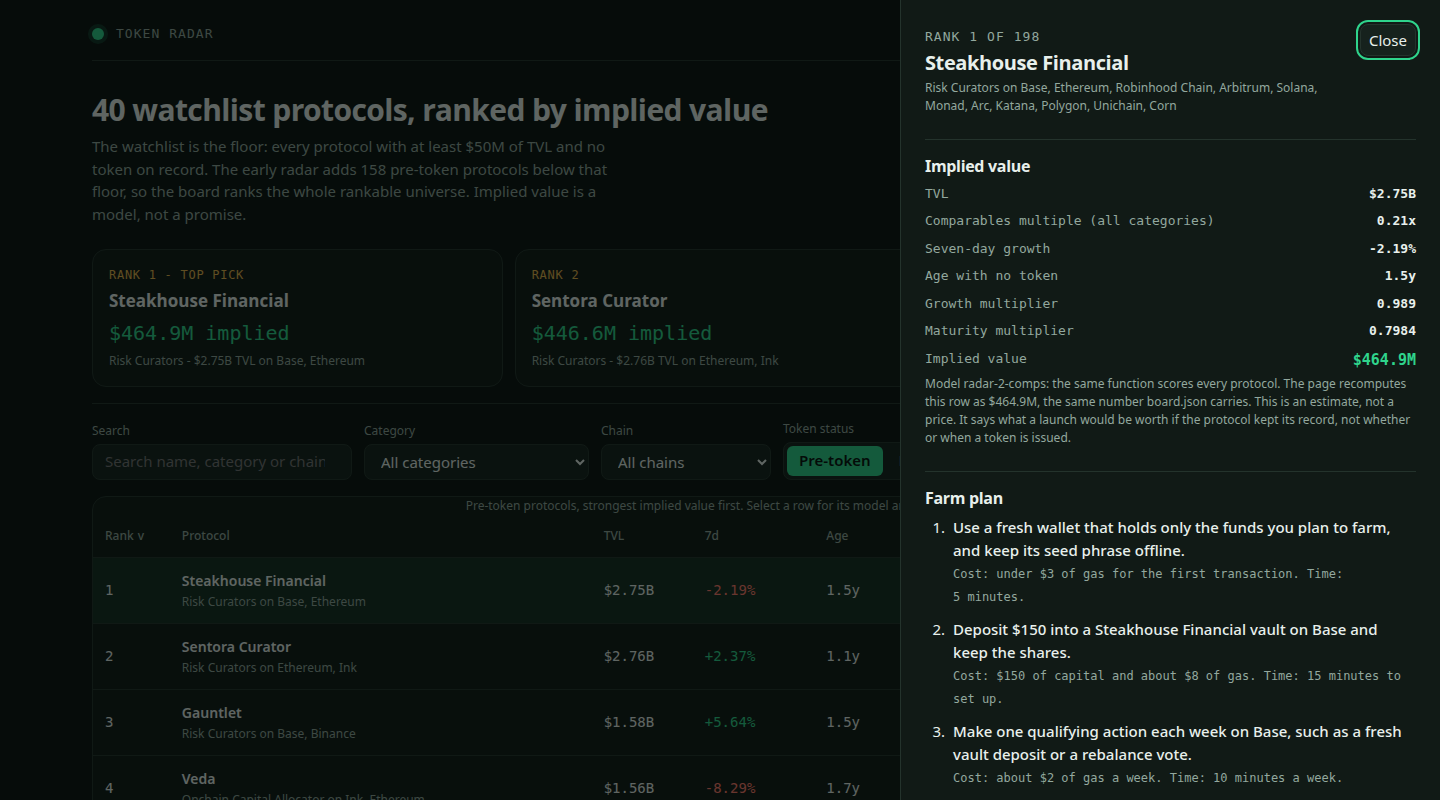 TOKEN RADAR
40 watchlist protocols, ranked by implied value
The watchlist is the floor: every protocol with at least $50M of TVL and no
token on record. The early radar adds 158 pre-token protocols below that
floor, so the board ranks the whole rankable universe. Implied value is a
model, not a promise.
RANK 1 - TOP PICK
Steakhouse Financial
$464.9M implied
Risk Curators - $2.75B TVL on Base, Ethereum
RANK 2
Sentora Curator
$446.6M implied
Risk Curators - $2.76B TVL on Ethereum, Ink
Search
Category
Chain
Token status
Search name, category or chain
All categories
All chains
Pre-token
Pre-token protocols, strongest implied value first. Select a row for its model
Rank v
Protocol
TVL
7d
Age
1
Steakhouse Financial
Risk Curators on Base, Ethereum
$2.75B
-2.19%
1.5y
2
Sentora Curator
Risk Curators on Ethereum, Ink
$2.76B
+2.37%
1.1y
3
Gauntlet
Risk Curators on Base, Binance
$1.58B
+5.64%
1.5y
4
Veda
Onchain Capital Allocator on Ink, Ethereum
$1.56B
-8.29%
1.7y
RANK 1 OF 198
Close
Steakhouse Financial
Risk Curators on Base, Ethereum, Robinhood Chain, Arbitrum, Solana,
Monad, Arc, Katana, Polygon, Unichain, Corn
Implied value
TVL $2.75B
Comparables multiple (all categories) 0.21x
Seven-day growth -2.19%
Age with no token 1.5y
Growth multiplier 0.989
Maturity multiplier 0.7984
Implied value $464.9M
Model radar-2-comps: the same function scores every protocol. The page recomputes
this row as $464.9M, the same number board.json carries. This is an estimate, not a
price. It says what a launch would be worth if the protocol kept its record, not whether
or when a token is issued.
Farm plan
1. Use a fresh wallet that holds only the funds you plan to farm,
and keep its seed phrase offline.
Cost: under $3 of gas for the first transaction. Time:
5 minutes.
2. Deposit $150 into a Steakhouse Financial vault on Base and
keep the shares.
Cost: $150 of capital and about $8 of gas. Time: 15 minutes to
set up.
3. Make one qualifying action each week on Base, such as a fresh
vault deposit or a rebalance vote.
Cost: about $2 of gas a week. Time: 10 minutes a week.